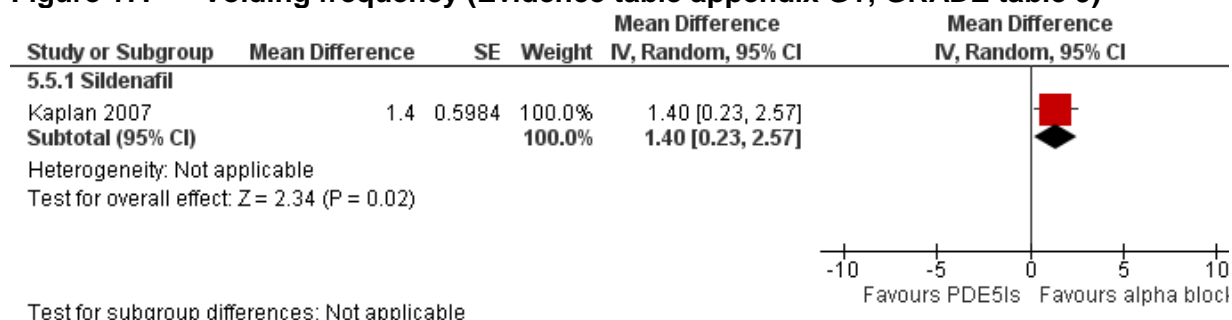 Mean Difference Mean Difference
Study or Subgroup Mean Difference SE Weight IV, Random, 95% CI IV, Random, 95% CI
5.5.1 Sildenafil
Kaplan 2007 1.4 0.5984 100.0% 1.40 [0.23, 2.57]
Subtotal (95% CI) 100.0% 1.40 [0.23, 2.57]
Heterogeneity: Not applicable
Test for overall effect: Z = 2.34 (P = 0.02)
-10 -5 0 5 10
Favours PDE5Is Favours alpha block
Test for subgroup differences: Not applicable